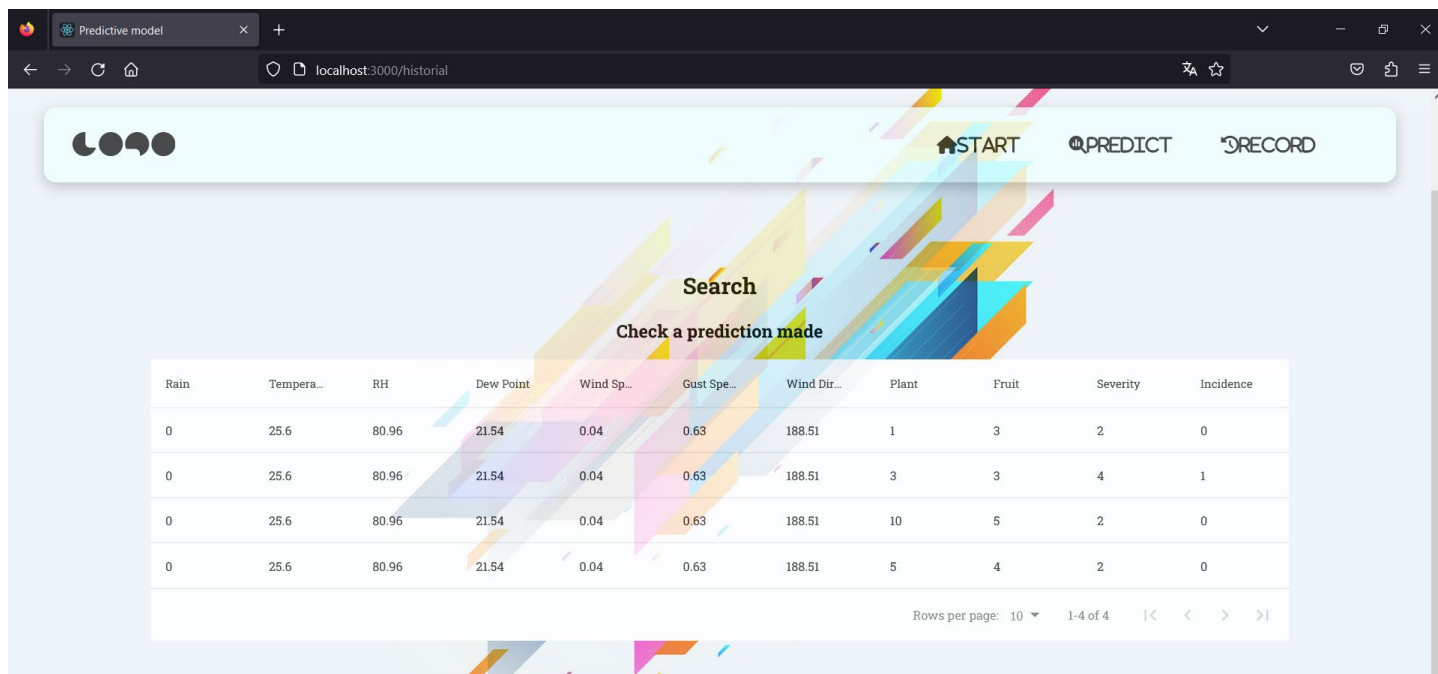 Predictive model
localhost:3000/historial
LOGO
START PREDICT RECORD
Search
Check a prediction made
Rain Tempera... RH Dew Point Wind Sp... Gust Spe... Wind Dir... Plant Fruit Severity Incidence
0 25.6 80.96 21.54 0.04 0.63 188.51 1 3 2 0
0 25.6 80.96 21.54 0.04 0.63 188.51 3 3 4 1
0 25.6 80.96 21.54 0.04 0.63 188.51 10 5 2 0
0 25.6 80.96 21.54 0.04 0.63 188.51 5 4 2 0
Rows per page: 10 1-4 of 4